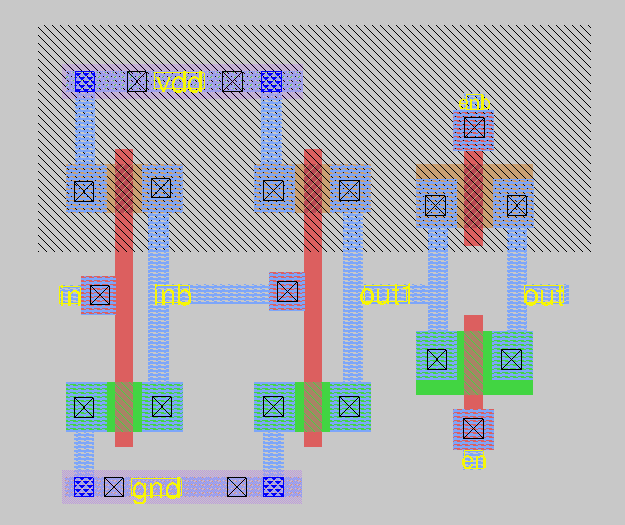 vdd
enb
in
inb
out1
out
en
gnd